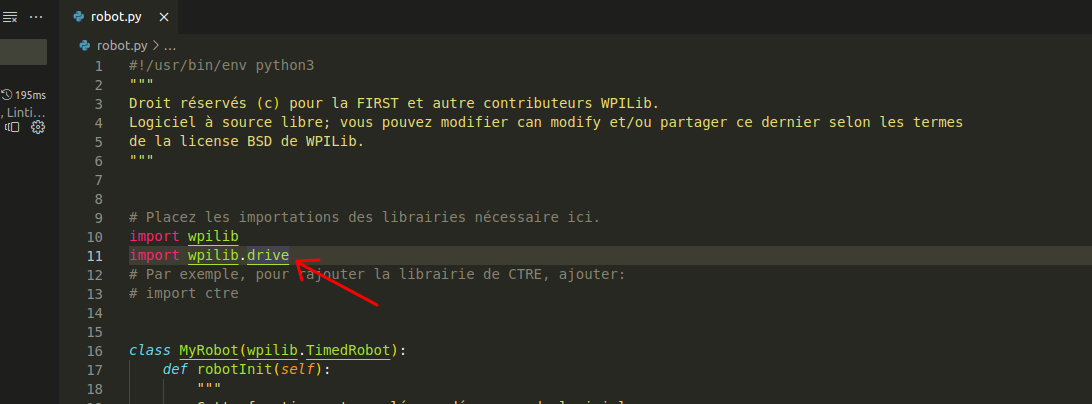 robot.py ×
robot.py > ...
195ms
, Linti...
1 #!/usr/bin/env python3
2 """
3 Droit réservés (c) pour la FIRST et autre contributeurs WPILib.
4 Logiciel à source libre; vous pouvez modifier can modify et/ou partager ce dernier selon les termes
5 de la license BSD de WPILib.
6 """
7
8
9 # Placez les importations des librairies nécessaire ici.
10 import wpilib
11 import wpilib.drive
12 # Par exemple, pour rajouter la librairie de CTRE, ajouter:
13 # import ctre
14
15
16 class MyRobot(wpilib.TimedRobot):
17 def robotInit(self):
18 """